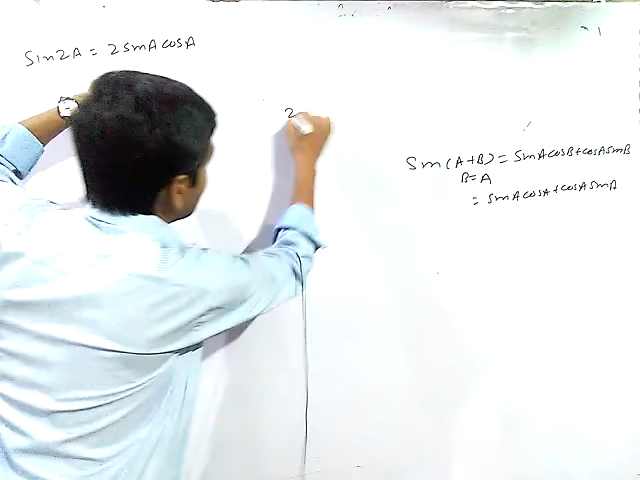 Sin2A = 2sinAcosA
2
Sin(A+B) = sinAcosB+cosAsinB
B=A
= sinAcosA+cosAsinA